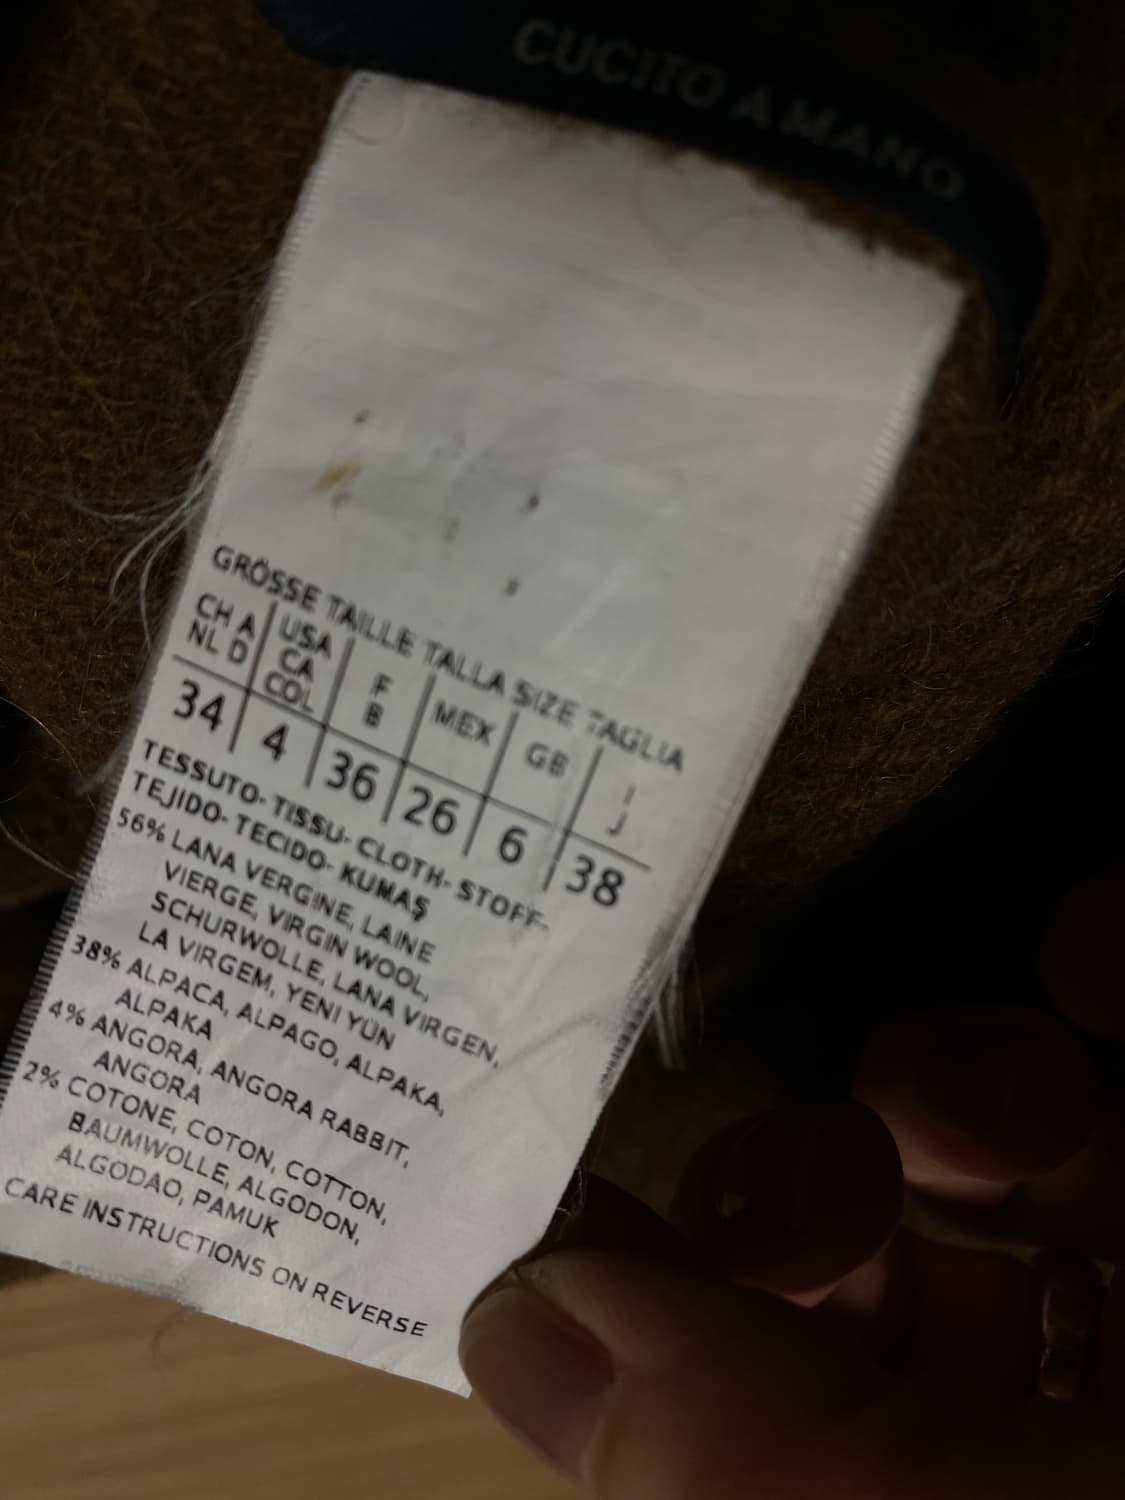 CUCITO A MANO
GRÖSSE TAILLE TALLA SIZE TAGLIA
CH A NL D | USA CA COL | F B | MEX | GB | I J
34 | 4 | 36 | 26 | 6 | 38
TESSUTO- TISSU- CLOTH- STOFF-
TEJIDO- TECIDO- KUMAŞ
56% LANA VERGINE, LAINE
VIERGE, VIRGIN WOOL,
SCHURWOLLE, LANA VIRGEN,
LA VIRGEM, YENI YÜN
38% ALPACA, ALPAGO, ALPAKA,
ALPAKA
4% ANGORA, ANGORA RABBIT,
ANGORA
2% COTONE, COTON, COTTON,
BAUMWOLLE, ALGODON,
ALGODAO, PAMUK
CARE INSTRUCTIONS ON REVERSE